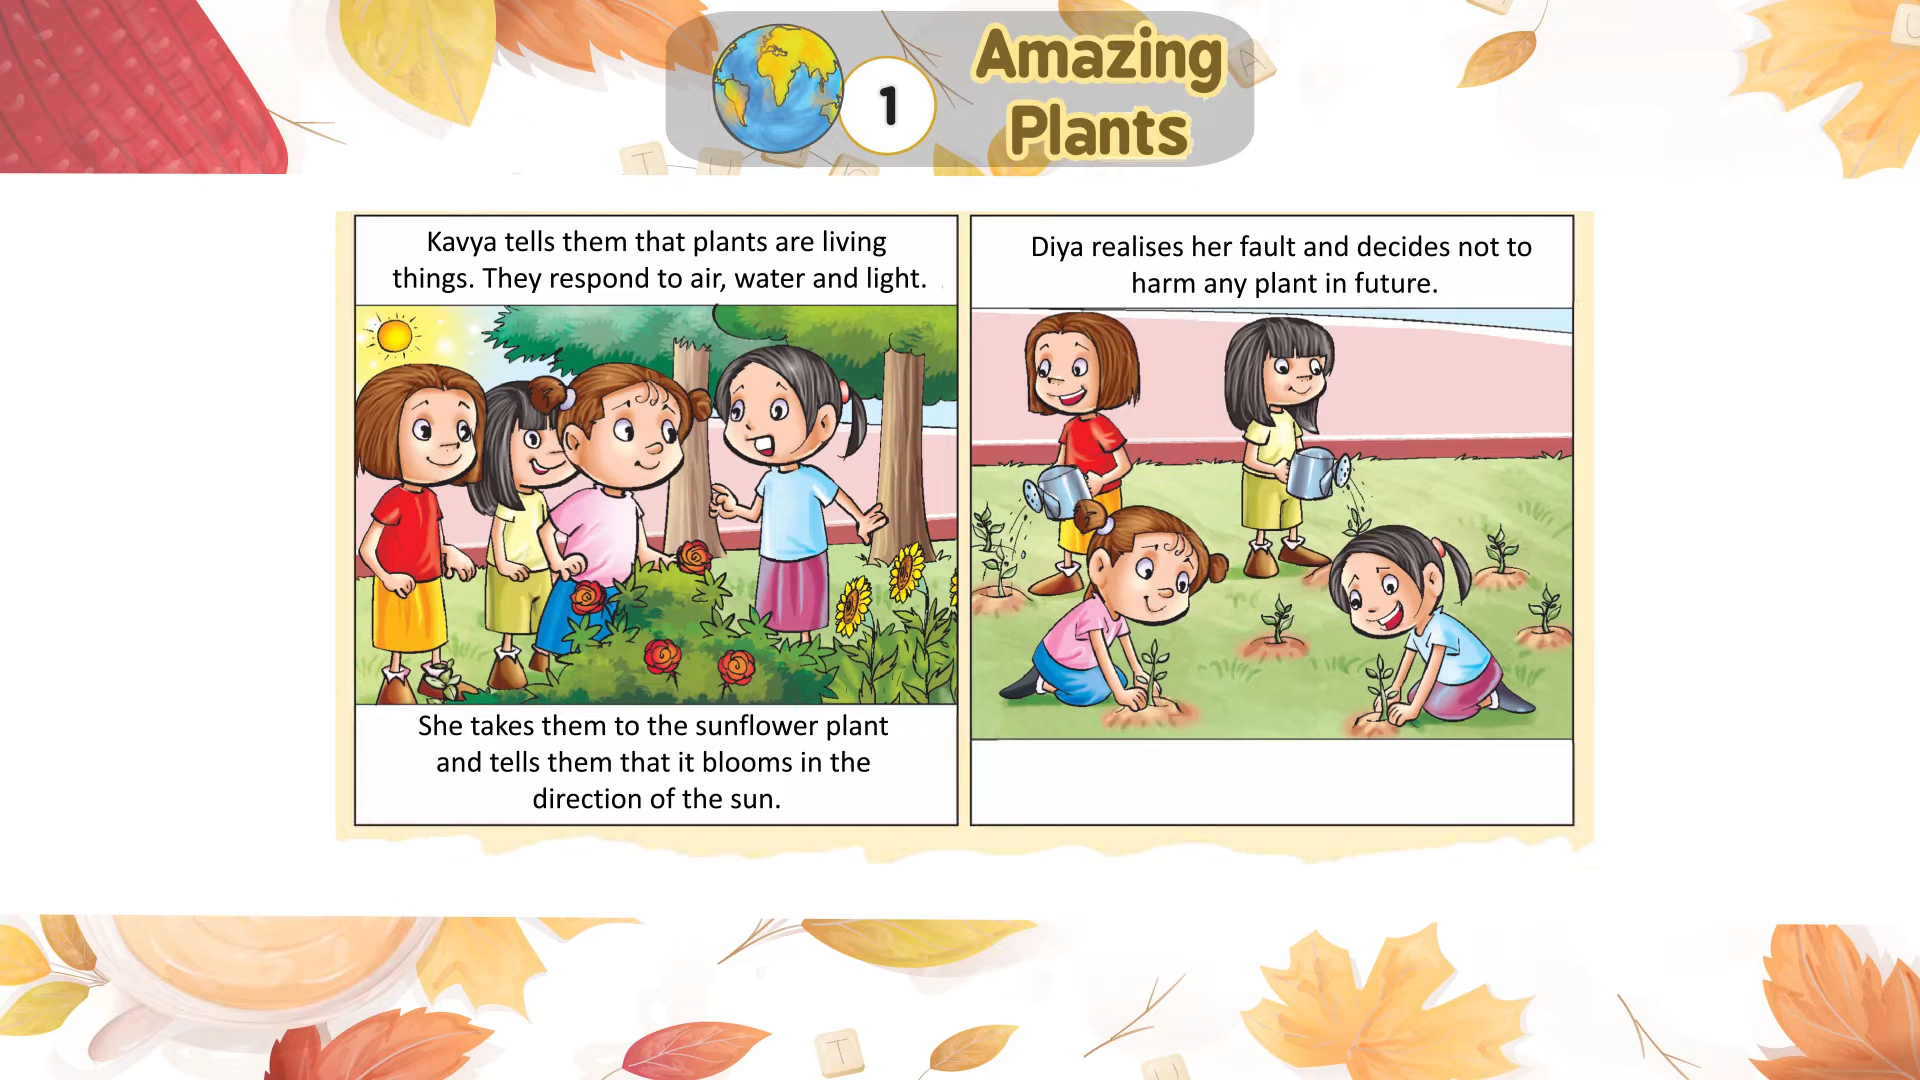 1
Amazing
Plants
Kavya tells them that plants are living
things. They respond to air, water and light.
She takes them to the sunflower plant
and tells them that it blooms in the
direction of the sun.
Diya realises her fault and decides not to
harm any plant in future.
T
T